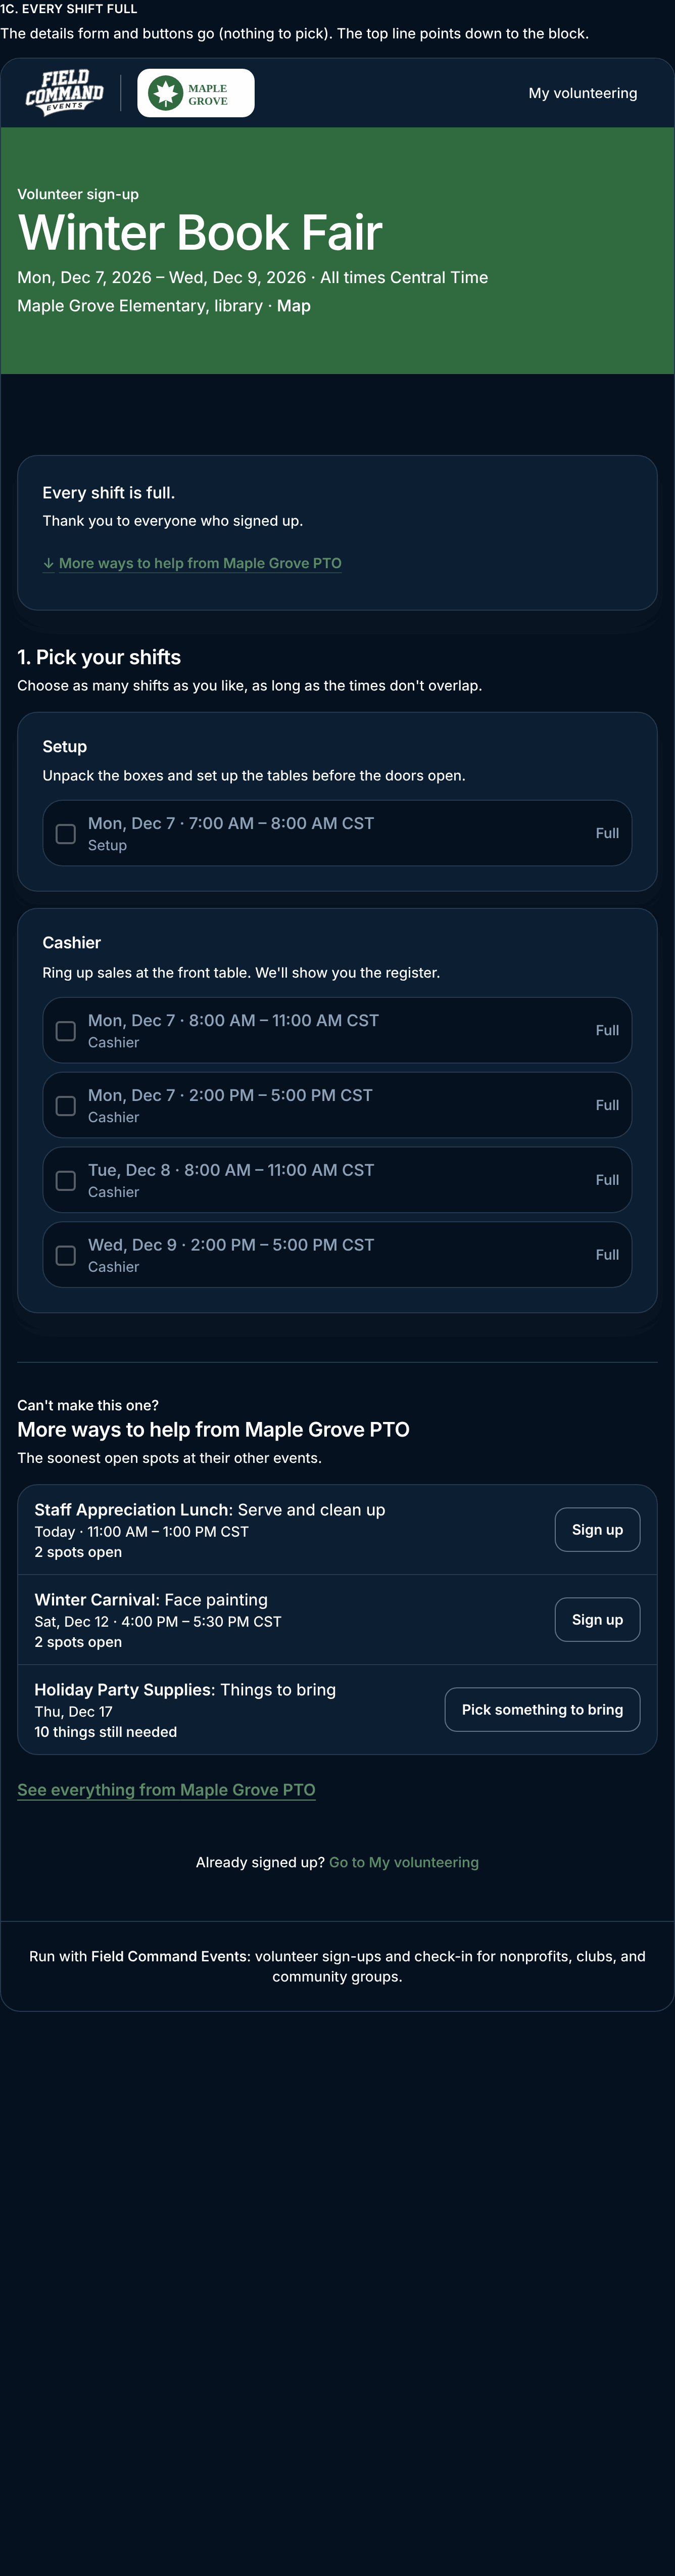 1C. EVERY SHIFT FULL
The details form and buttons go (nothing to pick). The top line points down to the block.
FIELD
COMMAND
EVENTS
MAPLE
GROVE
My volunteering
Volunteer sign-up
Winter Book Fair
Mon, Dec 7, 2026 – Wed, Dec 9, 2026 · All times Central Time
Maple Grove Elementary, library · Map
Every shift is full.
Thank you to everyone who signed up.
↓ More ways to help from Maple Grove PTO
1. Pick your shifts
Choose as many shifts as you like, as long as the times don't overlap.
Setup
Unpack the boxes and set up the tables before the doors open.
Mon, Dec 7 · 7:00 AM – 8:00 AM CST
Setup
Full
Cashier
Ring up sales at the front table. We'll show you the register.
Mon, Dec 7 · 8:00 AM – 11:00 AM CST
Cashier
Full
Mon, Dec 7 · 2:00 PM – 5:00 PM CST
Cashier
Full
Tue, Dec 8 · 8:00 AM – 11:00 AM CST
Cashier
Full
Wed, Dec 9 · 2:00 PM – 5:00 PM CST
Cashier
Full
Can't make this one?
More ways to help from Maple Grove PTO
The soonest open spots at their other events.
Staff Appreciation Lunch: Serve and clean up
Today · 11:00 AM – 1:00 PM CST
2 spots open
Sign up
Winter Carnival: Face painting
Sat, Dec 12 · 4:00 PM – 5:30 PM CST
2 spots open
Sign up
Holiday Party Supplies: Things to bring
Thu, Dec 17
10 things still needed
Pick something to bring
See everything from Maple Grove PTO
Already signed up? Go to My volunteering
Run with Field Command Events: volunteer sign-ups and check-in for nonprofits, clubs, and
community groups.